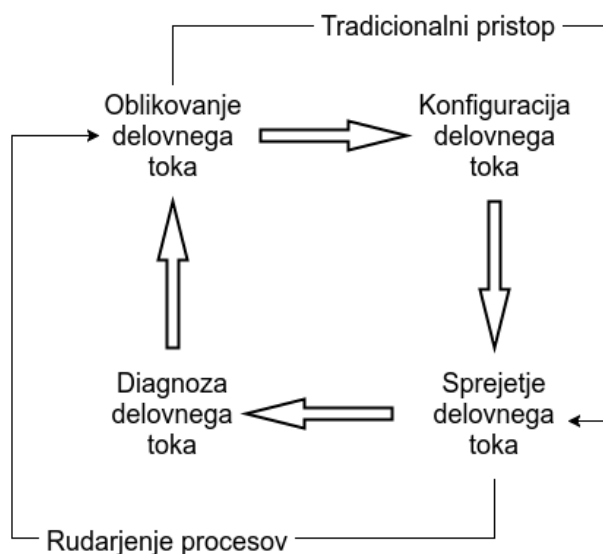 Tradicionalni pristop
Oblikovanje
delovnega
toka
Konfiguracija
delovnega
toka
Diagnoza
delovnega
toka
Sprejetje
delovnega
toka
Rudarjenje procesov